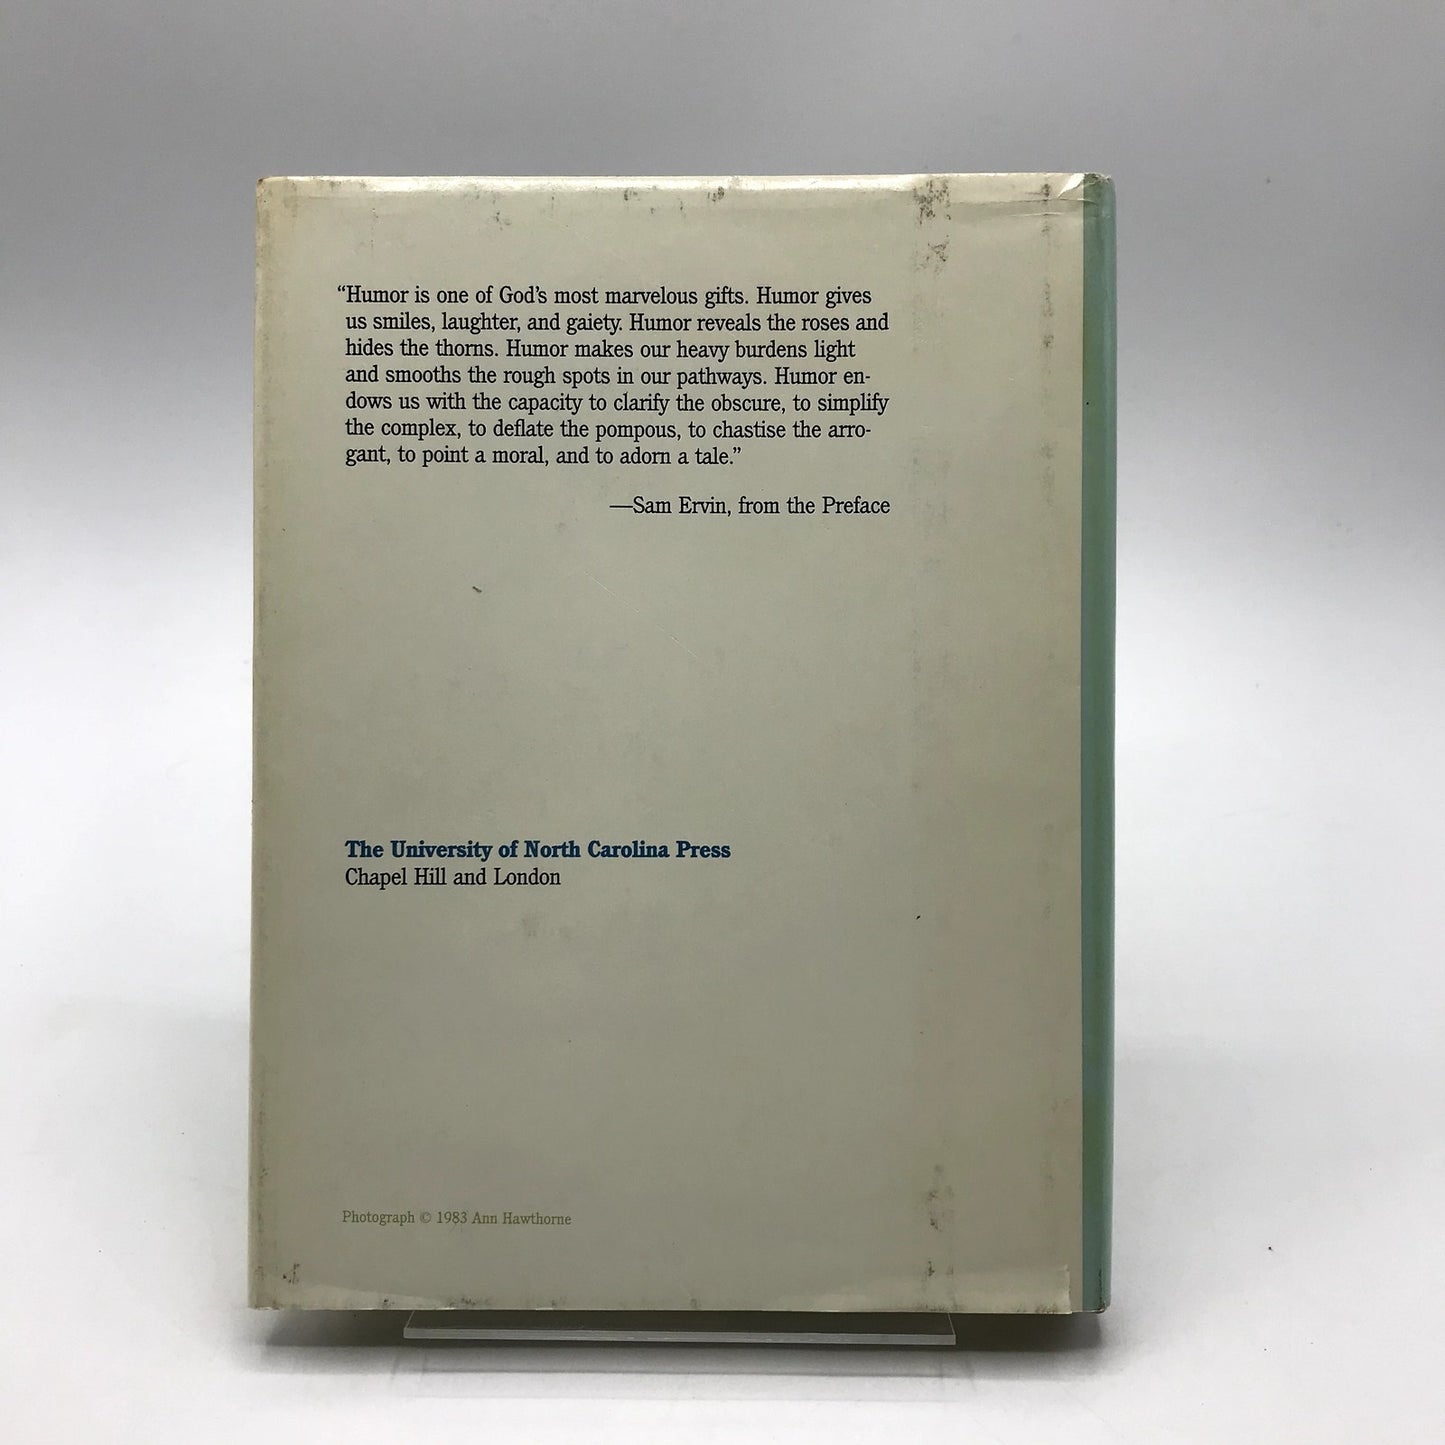 “Humor is one of God’s most marvelous gifts. Humor gives
us smiles, laughter, and gaiety. Humor reveals the roses and
hides the thorns. Humor makes our heavy burdens light
and smooths the rough spots in our pathways. Humor en-
dows us with the capacity to clarify the obscure, to simplify
the complex, to deflate the pompous, to chastise the arro-
gant, to point a moral, and to adorn a tale.”
—Sam Ervin, from the Preface
The University of North Carolina Press
Chapel Hill and London
Photograph © 1983 Ann Hawthorne